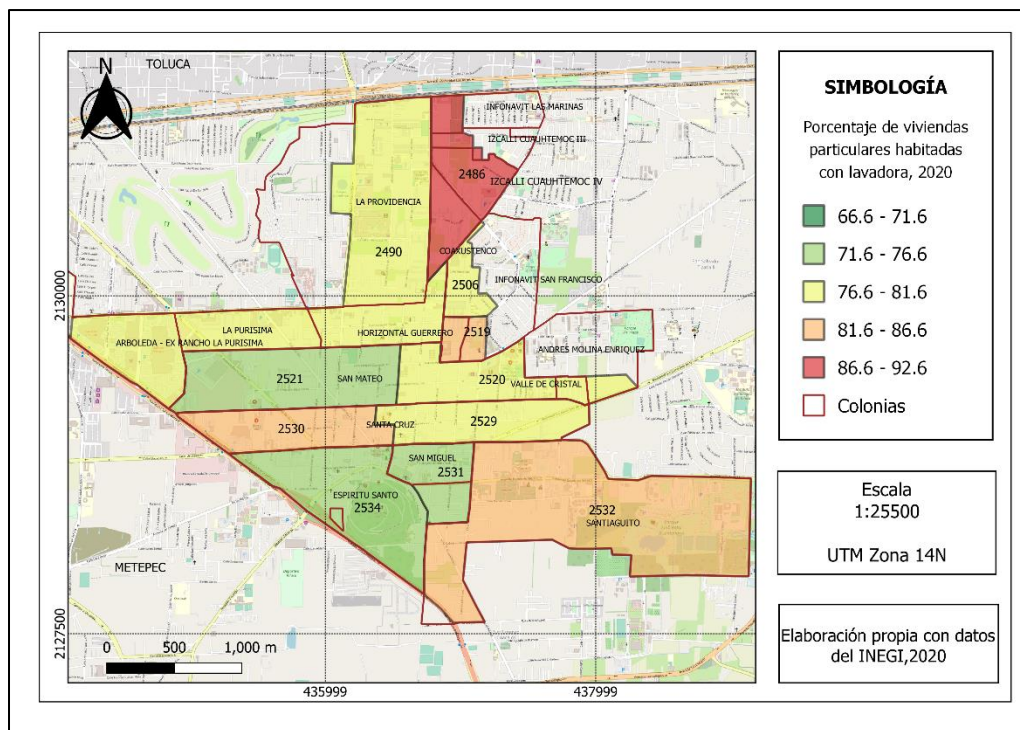 N
TOLUCA
INFONAVIT LAS MARINAS
IZCALLI CUAUHTEMOC III
2486
IZCALLI CUAUHTEMOC IV
LA PROVIDENCIA
2490
COAXUSTENCO
2506
INFONAVIT SAN FRANCISCO
2130000
LA PURISIMA
HORIZONTAL GUERRERO
2519
ARBOLEDA - EX RANCHO LA PURISIMA
ANDRES MOLINA ENRIQUEZ
2521
SAN MATEO
2520
VALLE DE CRISTAL
2530
SANTA CRUZ
2529
SAN MIGUEL
2531
ESPIRITU SANTO
2534
2532
SANTIAGUITO
METEPEC
2127500
0 500 1,000 m
435999
437999
SIMBOLOGÍA
Porcentaje de viviendas
particulares habitadas
con lavadora, 2020
66.6 - 71.6
71.6 - 76.6
76.6 - 81.6
81.6 - 86.6
86.6 - 92.6
Colonias
Escala
1:25500
UTM Zona 14N
Elaboración propia con datos
del INEGI,2020